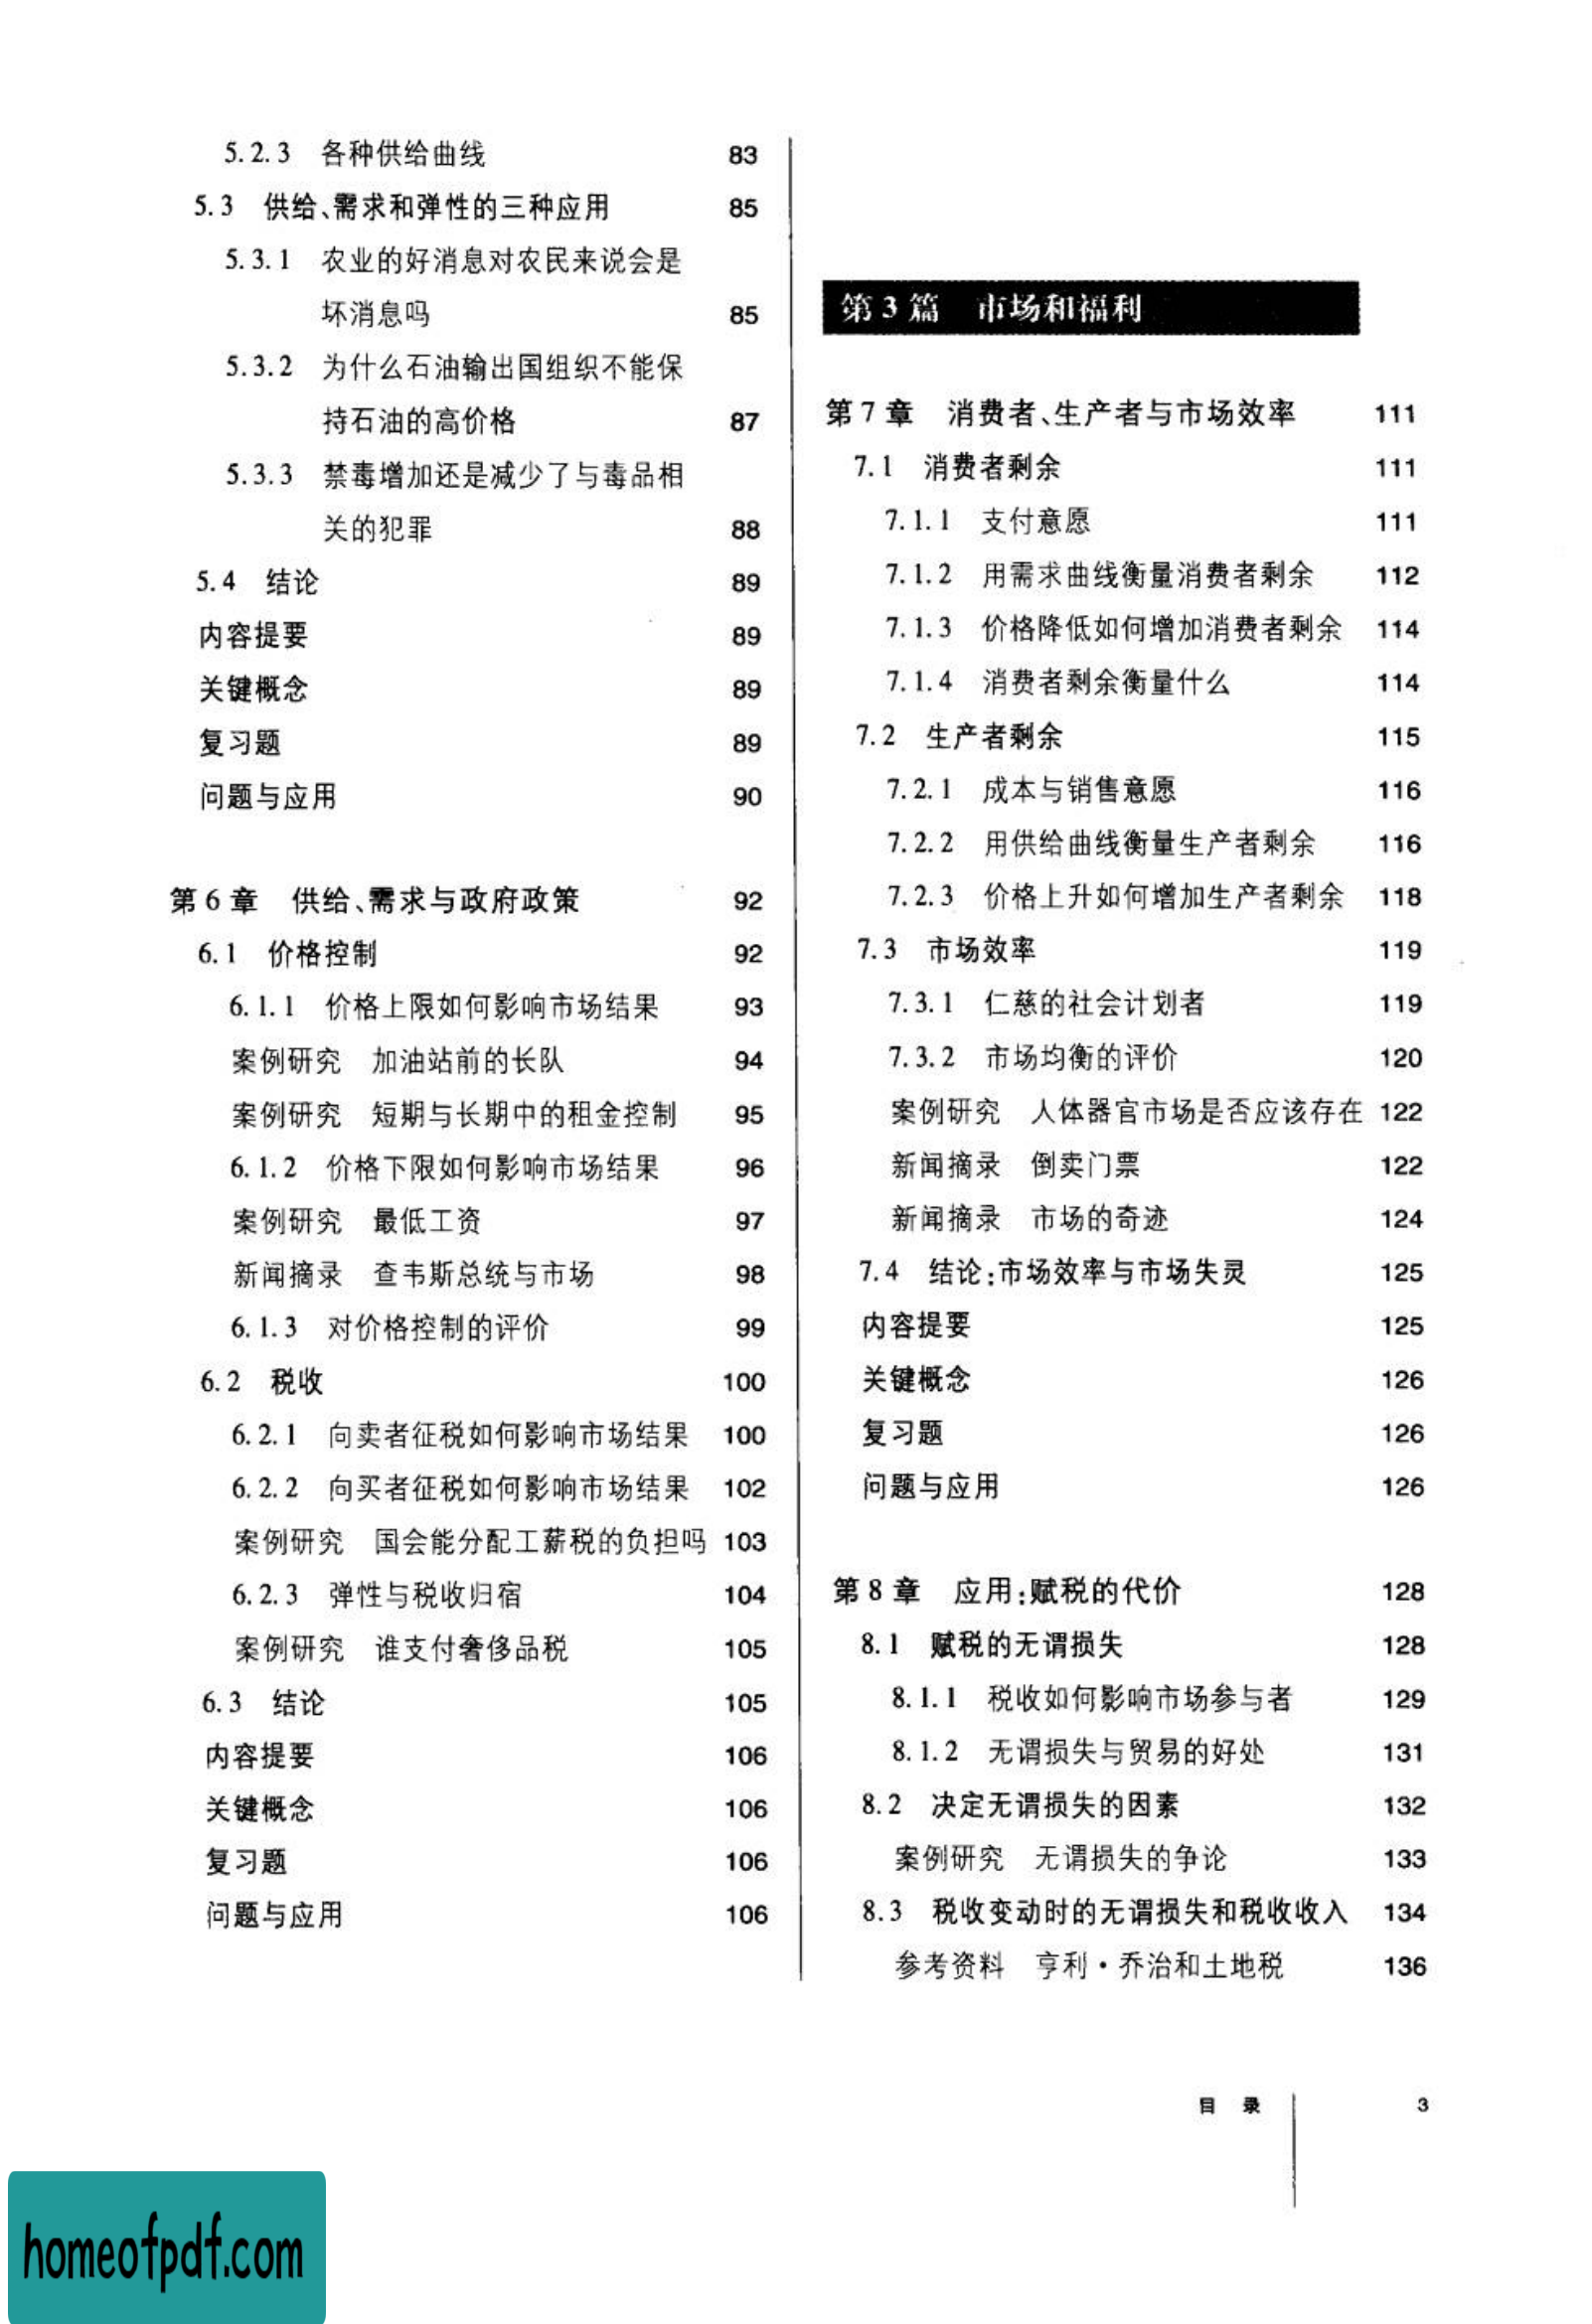 5.2.3 各种供给曲线 83
5.3 供给、需求和弹性的三种应用 85
5.3.1 农业的好消息对农民来说会是
坏消息吗 85
5.3.2 为什么石油输出国组织不能保
持石油的高价格 87
5.3.3 禁毒增加还是减少了与毒品相
关的犯罪 88
5.4 结论 89
内容提要 89
关键概念 89
复习题 89
问题与应用 90
第6章 供给、需求与政府政策 92
6.1 价格控制 92
6.1.1 价格上限如何影响市场结果 93
案例研究 加油站前的长队 94
案例研究 短期与长期中的租金控制 95
6.1.2 价格下限如何影响市场结果 96
案例研究 最低工资 97
新闻摘录 查韦斯总统与市场 98
6.1.3 对价格控制的评价 99
6.2 税收 100
6.2.1 向卖者征税如何影响市场结果 100
6.2.2 向买者征税如何影响市场结果 102
案例研究 国会能分配工薪税的负担吗 103
6.2.3 弹性与税收归宿 104
案例研究 谁支付奢侈品税 105
6.3 结论 105
内容提要 106
关键概念 106
复习题 106
问题与应用 106
第3篇 市场和福利
第7章 消费者、生产者与市场效率 111
7.1 消费者剩余 111
7.1.1 支付意愿 111
7.1.2 用需求曲线衡量消费者剩余 112
7.1.3 价格降低如何增加消费者剩余 114
7.1.4 消费者剩余衡量什么 114
7.2 生产者剩余 115
7.2.1 成本与销售意愿 116
7.2.2 用供给曲线衡量生产者剩余 116
7.2.3 价格上升如何增加生产者剩余 118
7.3 市场效率 119
7.3.1 仁慈的社会计划者 119
7.3.2 市场均衡的评价 120
案例研究 人体器官市场是否应该存在 122
新闻摘录 倒卖门票 122
新闻摘录 市场的奇迹 124
7.4 结论:市场效率与市场失灵 125
内容提要 125
关键概念 126
复习题 126
问题与应用 126
第8章 应用:赋税的代价 128
8.1 赋税的无谓损失 128
8.1.1 税收如何影响市场参与者 129
8.1.2 无谓损失与贸易的好处 131
8.2 决定无谓损失的因素 132
案例研究 无谓损失的争论 133
8.3 税收变动时的无谓损失和税收收入 134
参考资料 亨利·乔治和土地税 136
目 录 3
homeofpdf.com